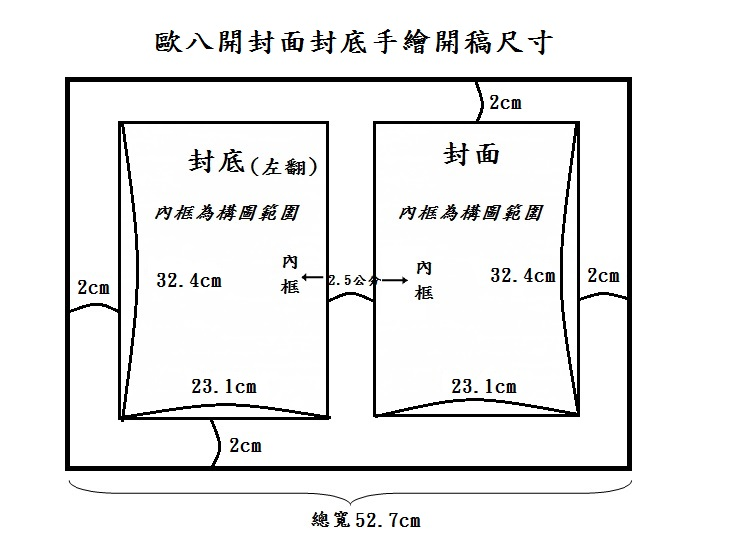 歐八開封面封底手繪開稿尺寸
2cm
封底(左翻)
封面
內框為構圖範圍
內框為構圖範圍
2cm
32.4cm
內框
2.5公分
內框
32.4cm
2cm
23.1cm
23.1cm
2cm
總寬52.7cm